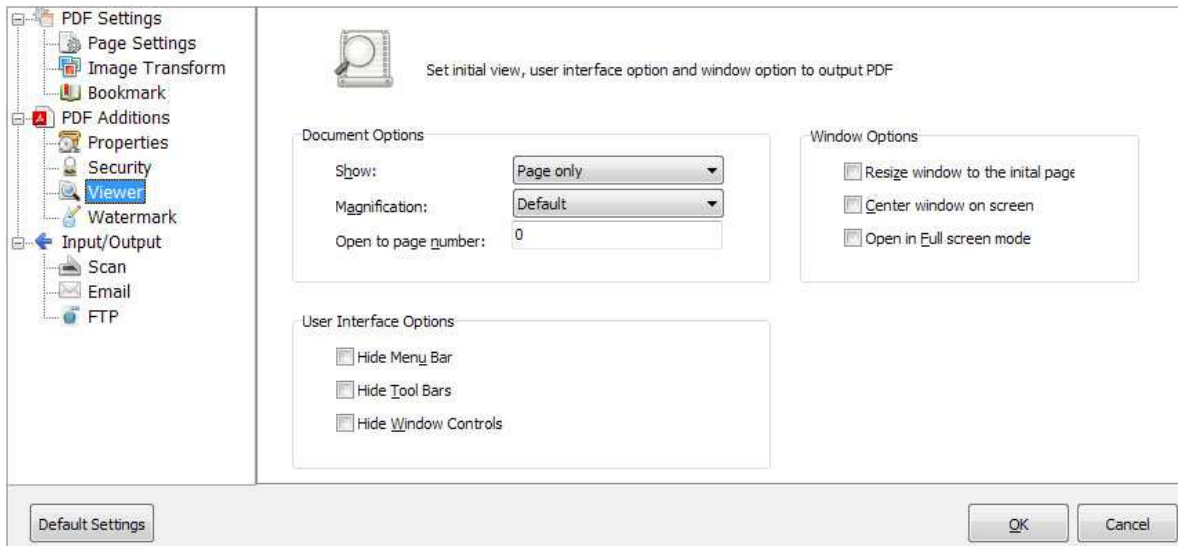 PDF Settings
Page Settings
Image Transform
Bookmark
PDF Additions
Properties
Security
Viewer
Watermark
Input/Output
Scan
Email
FTP
Set initial view, user interface option and window option to output PDF
Document Options
Show: Page only
Magnification: Default
Open to page number: 0
Window Options
Resize window to the inital page
Center window on screen
Open in Full screen mode
User Interface Options
Hide Menu Bar
Hide Tool Bars
Hide Window Controls
Default Settings
OK
Cancel